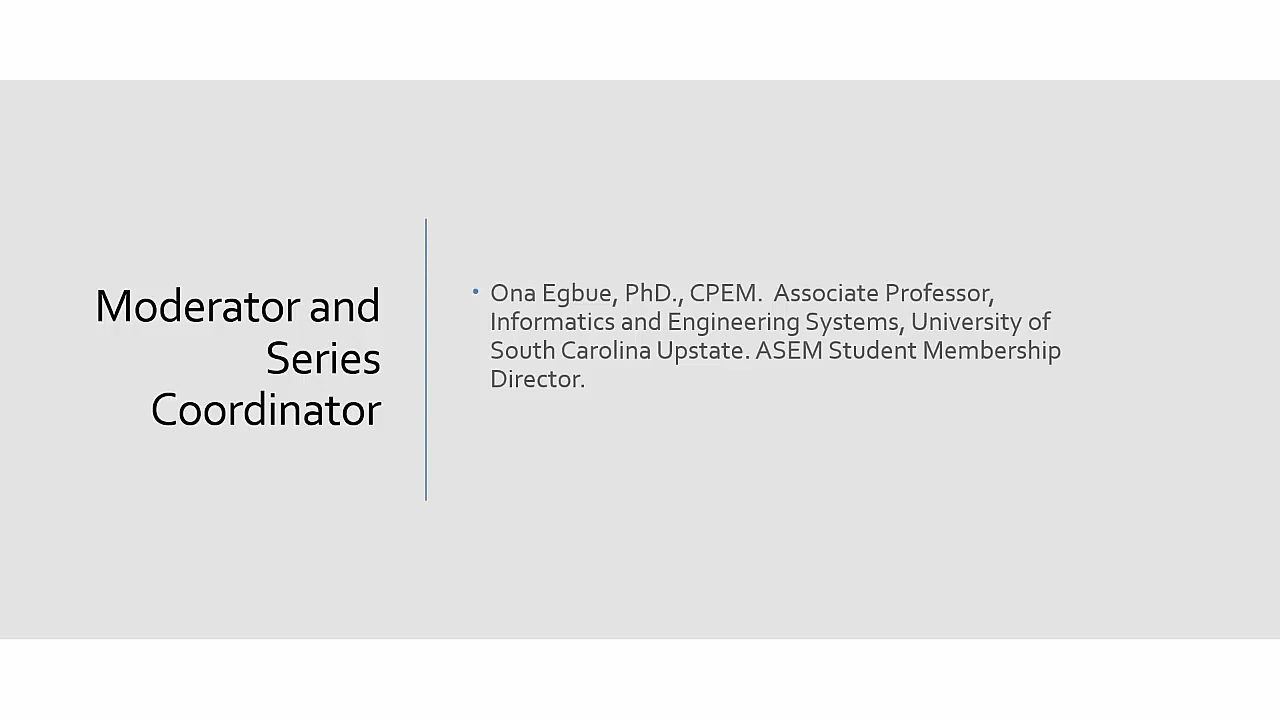 Moderator and
Series
Coordinator
• Ona Egbue, PhD., CPEM.  Associate Professor,
Informatics and Engineering Systems, University of
South Carolina Upstate. ASEM Student Membership
Director.